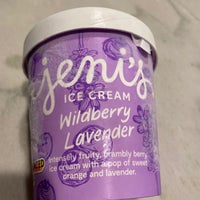 jeni's
ICE CREAM
Wildberry
Lavender
Intensely fruity, brambly berry
ice cream with a pop of sweet
orange and lavender.